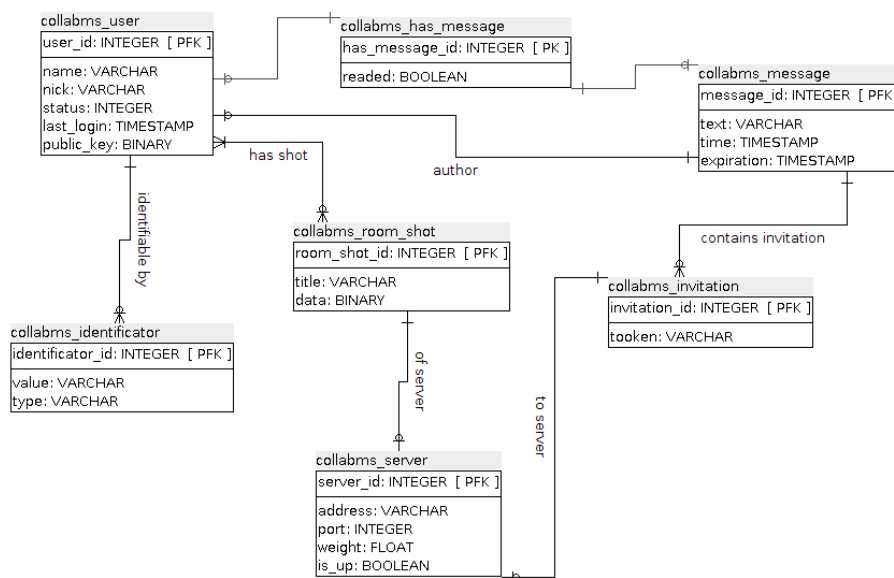 collabms_user
user_id: INTEGER [ PFK ]
name: VARCHAR
nick: VARCHAR
status: INTEGER
last_login: TIMESTAMP
public_key: BINARY
collabms_has_message
has_message_id: INTEGER [ PK ]
readed: BOOLEAN
collabms_message
message_id: INTEGER [ PFK ]
text: VARCHAR
time: TIMESTAMP
expiration: TIMESTAMP
has shot
author
identifiable by
contains invitation
collabms_room_shot
room_shot_id: INTEGER [ PFK ]
title: VARCHAR
data: BINARY
collabms_invitation
invitation_id: INTEGER [ PFK ]
tooken: VARCHAR
collabms_identificator
identificator_id: INTEGER [ PFK ]
value: VARCHAR
type: VARCHAR
of server
to server
collabms_server
server_id: INTEGER [ PFK ]
address: VARCHAR
port: INTEGER
weight: FLOAT
is_up: BOOLEAN